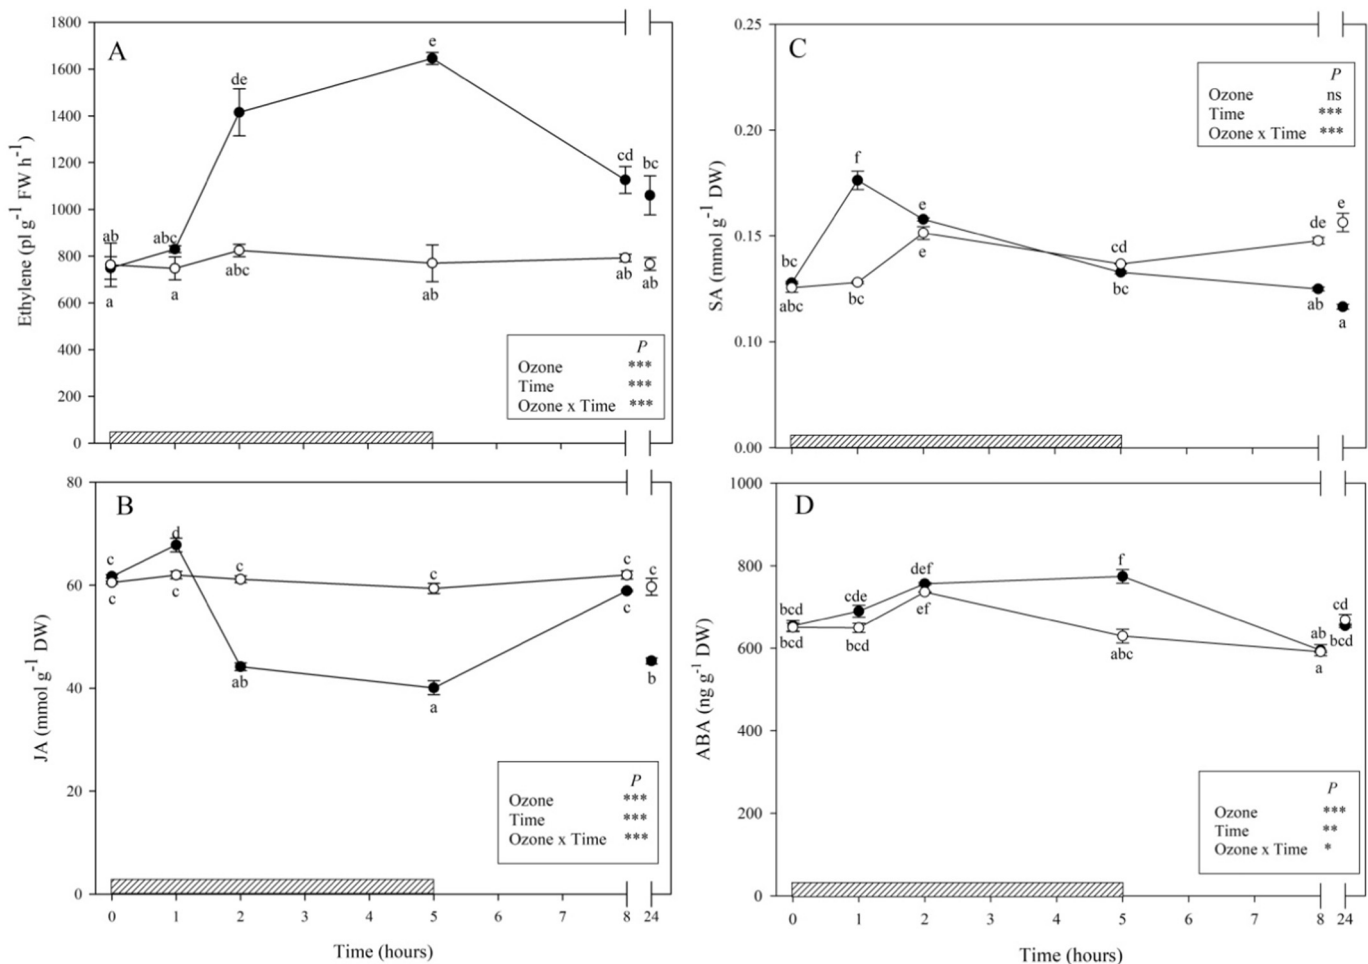 A
Ethylene (pl g-1 FW h-1)
1800
1600
1400
1200
1000
800
600
400
200
0
ab
a
abc
a
de
abc
e
ab
cd
ab
bc
ab
P
Ozone ***
Time ***
Ozone x Time ***
C
SA (mmol g-1 DW)
0.25
0.20
0.15
0.10
0.00
bc
abc
f
bc
e
e
cd
bc
de
ab
e
a
P
Ozone ns
Time ***
Ozone x Time ***
B
JA (mmol g-1 DW)
80
60
40
20
0
c
c
d
c
c
ab
c
a
c
c
c
b
P
Ozone ***
Time ***
Ozone x Time ***
0 1 2 3 4 5 6 7 8 24
Time (hours)
D
ABA (ng g-1 DW)
1000
800
600
400
200
0
bcd
bcd
cde
bcd
def
ef
f
abc
ab
a
cd
bcd
P
Ozone ***
Time **
Ozone x Time *
0 1 2 3 4 5 6 7 8 24
Time (hours)